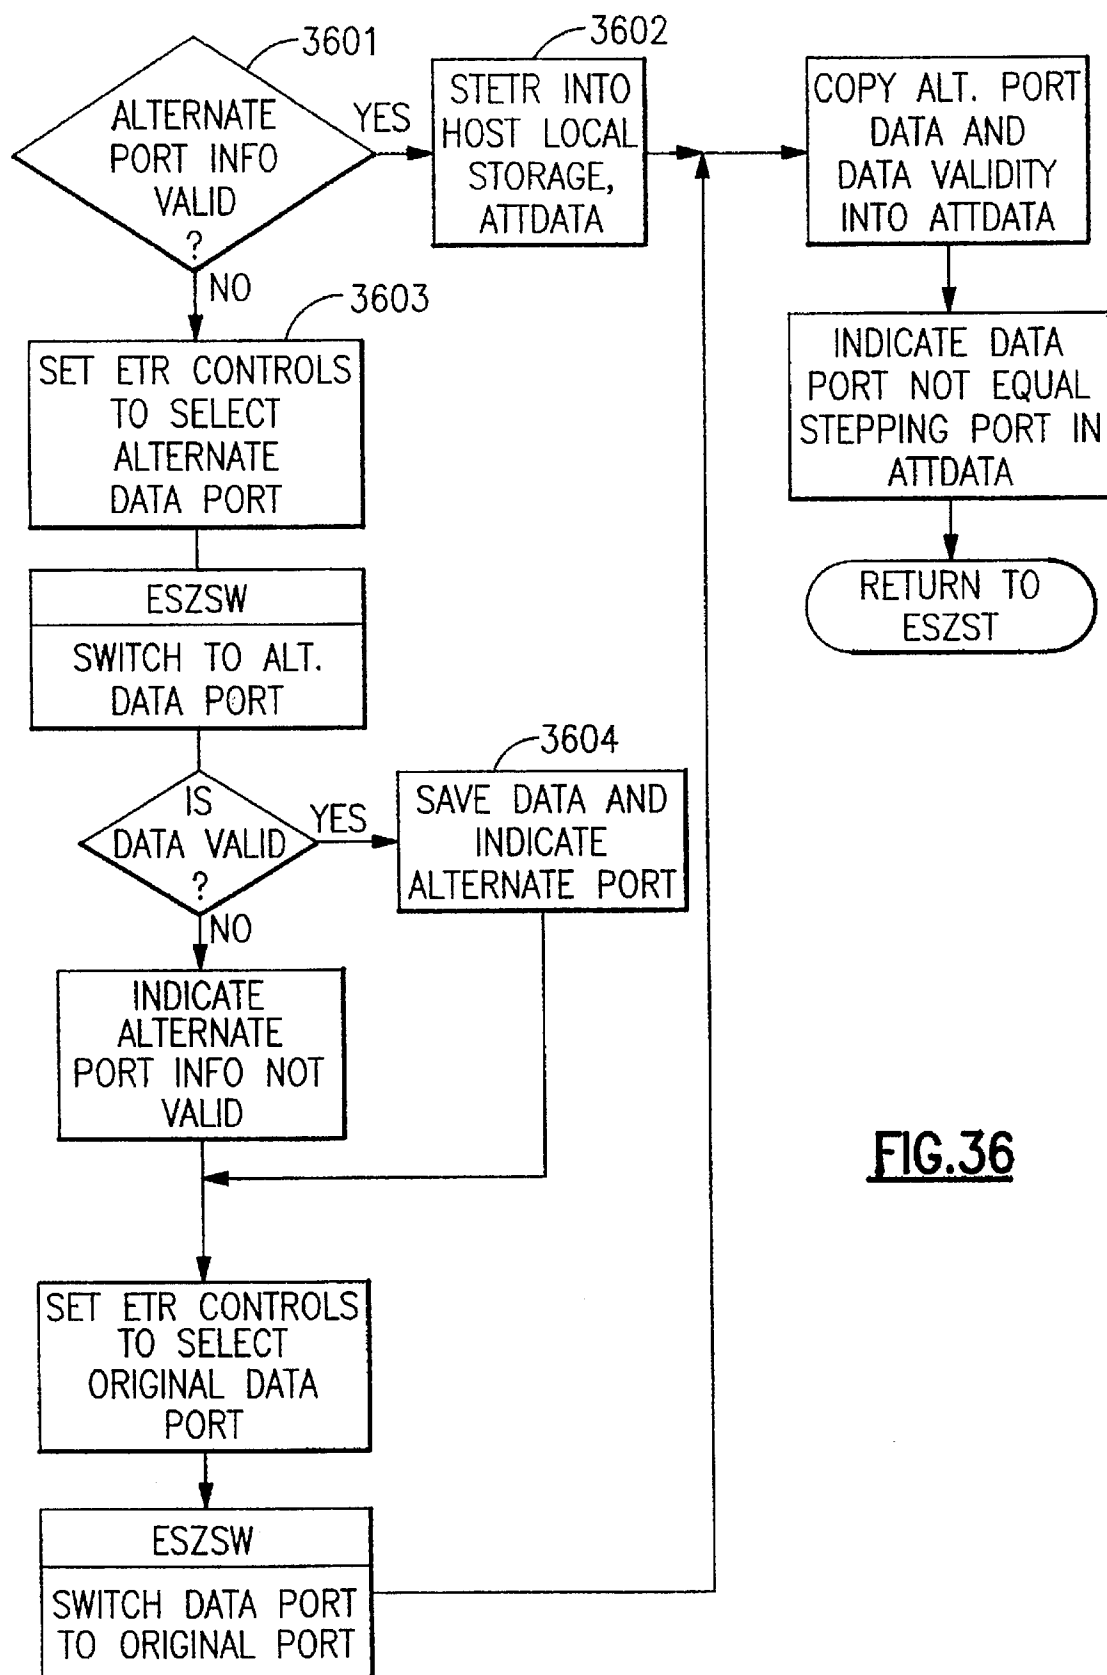 3601
ALTERNATE
PORT INFO
VALID
?
YES
NO
3602
STETR INTO
HOST LOCAL
STORAGE,
ATTDATA
COPY ALT. PORT
DATA AND
DATA VALIDITY
INTO ATTDATA
INDICATE DATA
PORT NOT EQUAL
STEPPING PORT IN
ATTDATA
RETURN TO
ESZST
3603
SET ETR CONTROLS
TO SELECT
ALTERNATE
DATA PORT
ESZSW
SWITCH TO ALT.
DATA PORT
IS
DATA VALID
?
YES
NO
3604
SAVE DATA AND
INDICATE
ALTERNATE PORT
INDICATE
ALTERNATE
PORT INFO NOT
VALID
SET ETR CONTROLS
TO SELECT
ORIGINAL DATA
PORT
ESZSW
SWITCH DATA PORT
TO ORIGINAL PORT
FIG.36